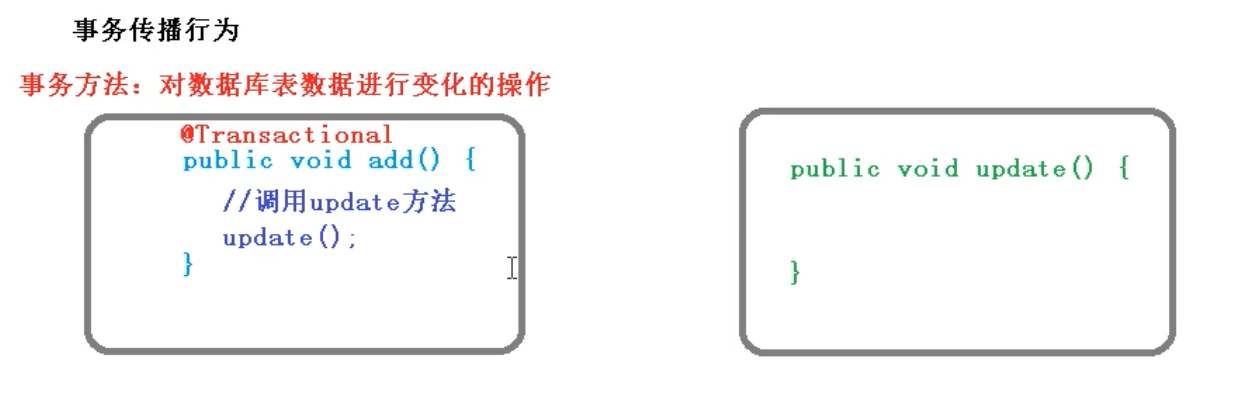 事务传播行为
事务方法：对数据库表数据进行变化的操作
@Transactional
public void add() {
//调用update方法
update();
}
public void update() {
}